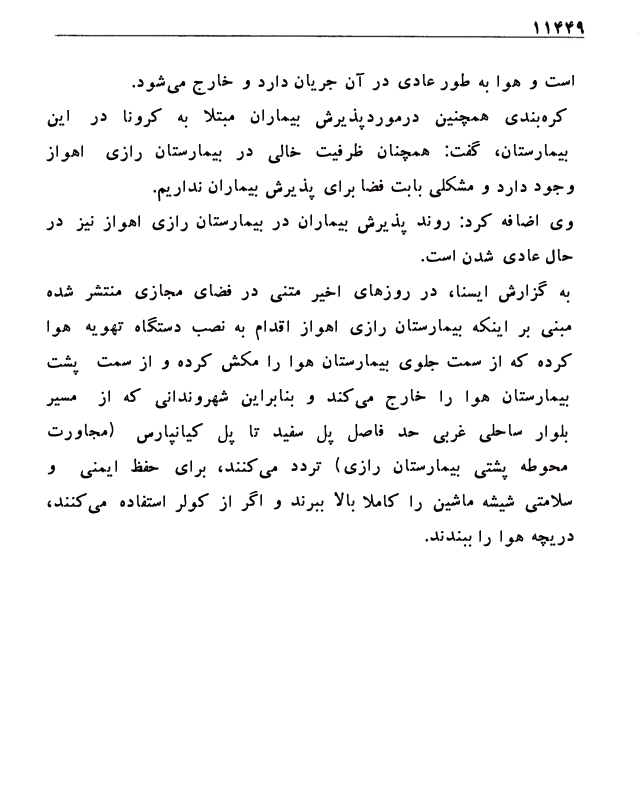 ۱۱۴۴۹
است و هوا به طور عادی در آن جریان دارد و خارج می‌شود.
کره‌بندی همچنین درموردپذیرش بیماران مبتلا به کرونا در این
بیمارستان، گفت: همچنان ظرفیت خالی در بیمارستان رازی اهواز
وجود دارد و مشکلی بابت فضا برای پذیرش بیماران نداریم.
وی اضافه کرد: روند پذیرش بیماران در بیمارستان رازی اهواز نیز در
حال عادی شدن است.
به گزارش ایسنا، در روزهای اخیر متنی در فضای مجازی منتشر شده
مبنی بر اینکه بیمارستان رازی اهواز اقدام به نصب دستگاه تهویه هوا
کرده که از سمت جلوی بیمارستان هوا را مکش کرده و از سمت پشت
بیمارستان هوا را خارج می‌کند و بنابراین شهروندانی که از مسیر
بلوار ساحلی غربی حد فاصل پل سفید تا پل کیانپارس (مجاورت
محوطه پشتی بیمارستان رازی) تردد می‌کنند، برای حفظ ایمنی و
سلامتی شیشه ماشین را کاملا بالا ببرند و اگر از کولر استفاده می‌کنند،
دریچه هوا را ببندند.